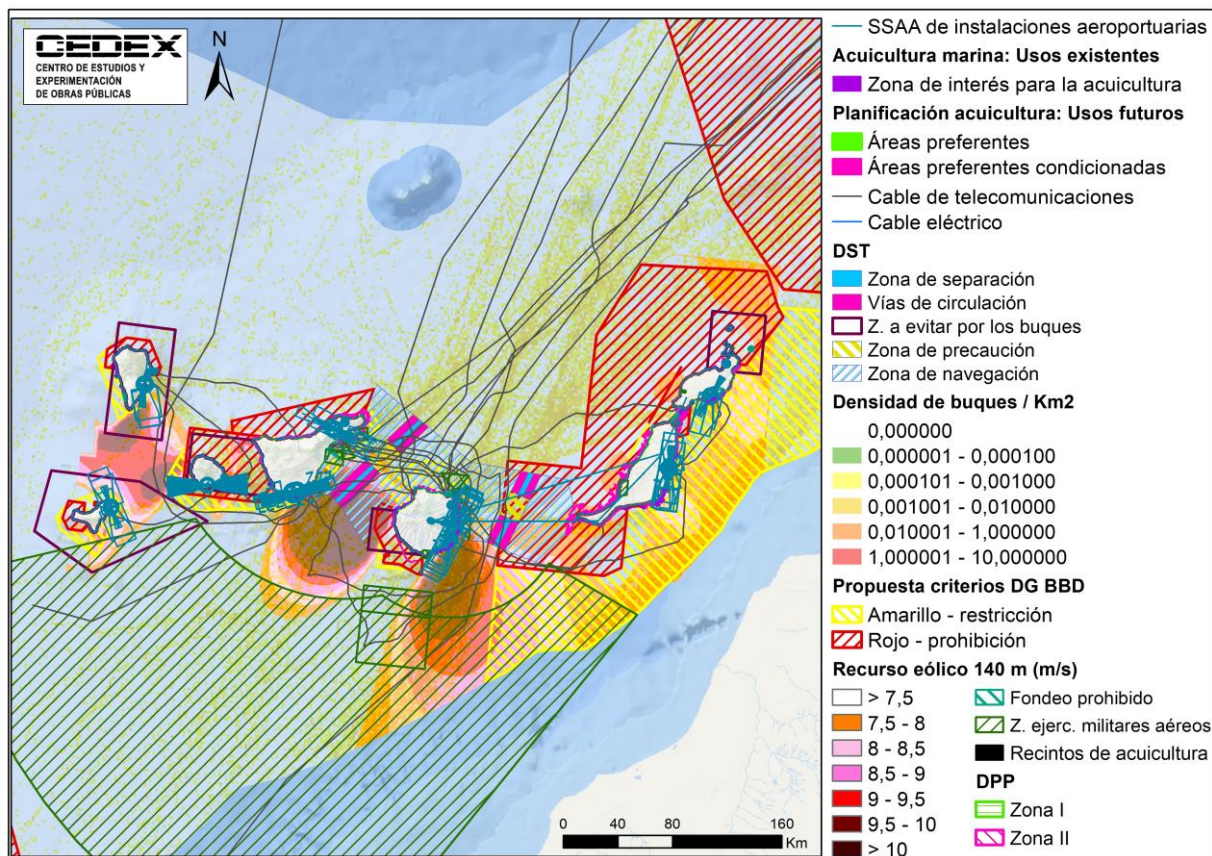 CEDEX
CENTRO DE ESTUDIOS Y
EXPERIMENTACIÓN
DE OBRAS PÚBLICAS
N
0 40 80 160
Km
SSAA de instalaciones aeroportuarias
Acuicultura marina: Usos existentes
Zona de interés para la acuicultura
Planificación acuicultura: Usos futuros
Áreas preferentes
Áreas preferentes condicionadas
Cable de telecomunicaciones
Cable eléctrico
DST
Zona de separación
Vías de circulación
Z. a evitar por los buques
Zona de precaución
Zona de navegación
Densidad de buques / Km2
0,000000
0,000001 - 0,000100
0,000101 - 0,001000
0,001001 - 0,010000
0,010001 - 1,000000
1,000001 - 10,000000
Propuesta criterios DG BBD
Amarillo - restricción
Rojo - prohibición
Recurso eólico 140 m (m/s)
> 7,5
7,5 - 8
8 - 8,5
8,5 - 9
9 - 9,5
9,5 - 10
> 10
Fondeo prohibido
Z. ejerc. militares aéreos
Recintos de acuicultura
DPP
Zona I
Zona II